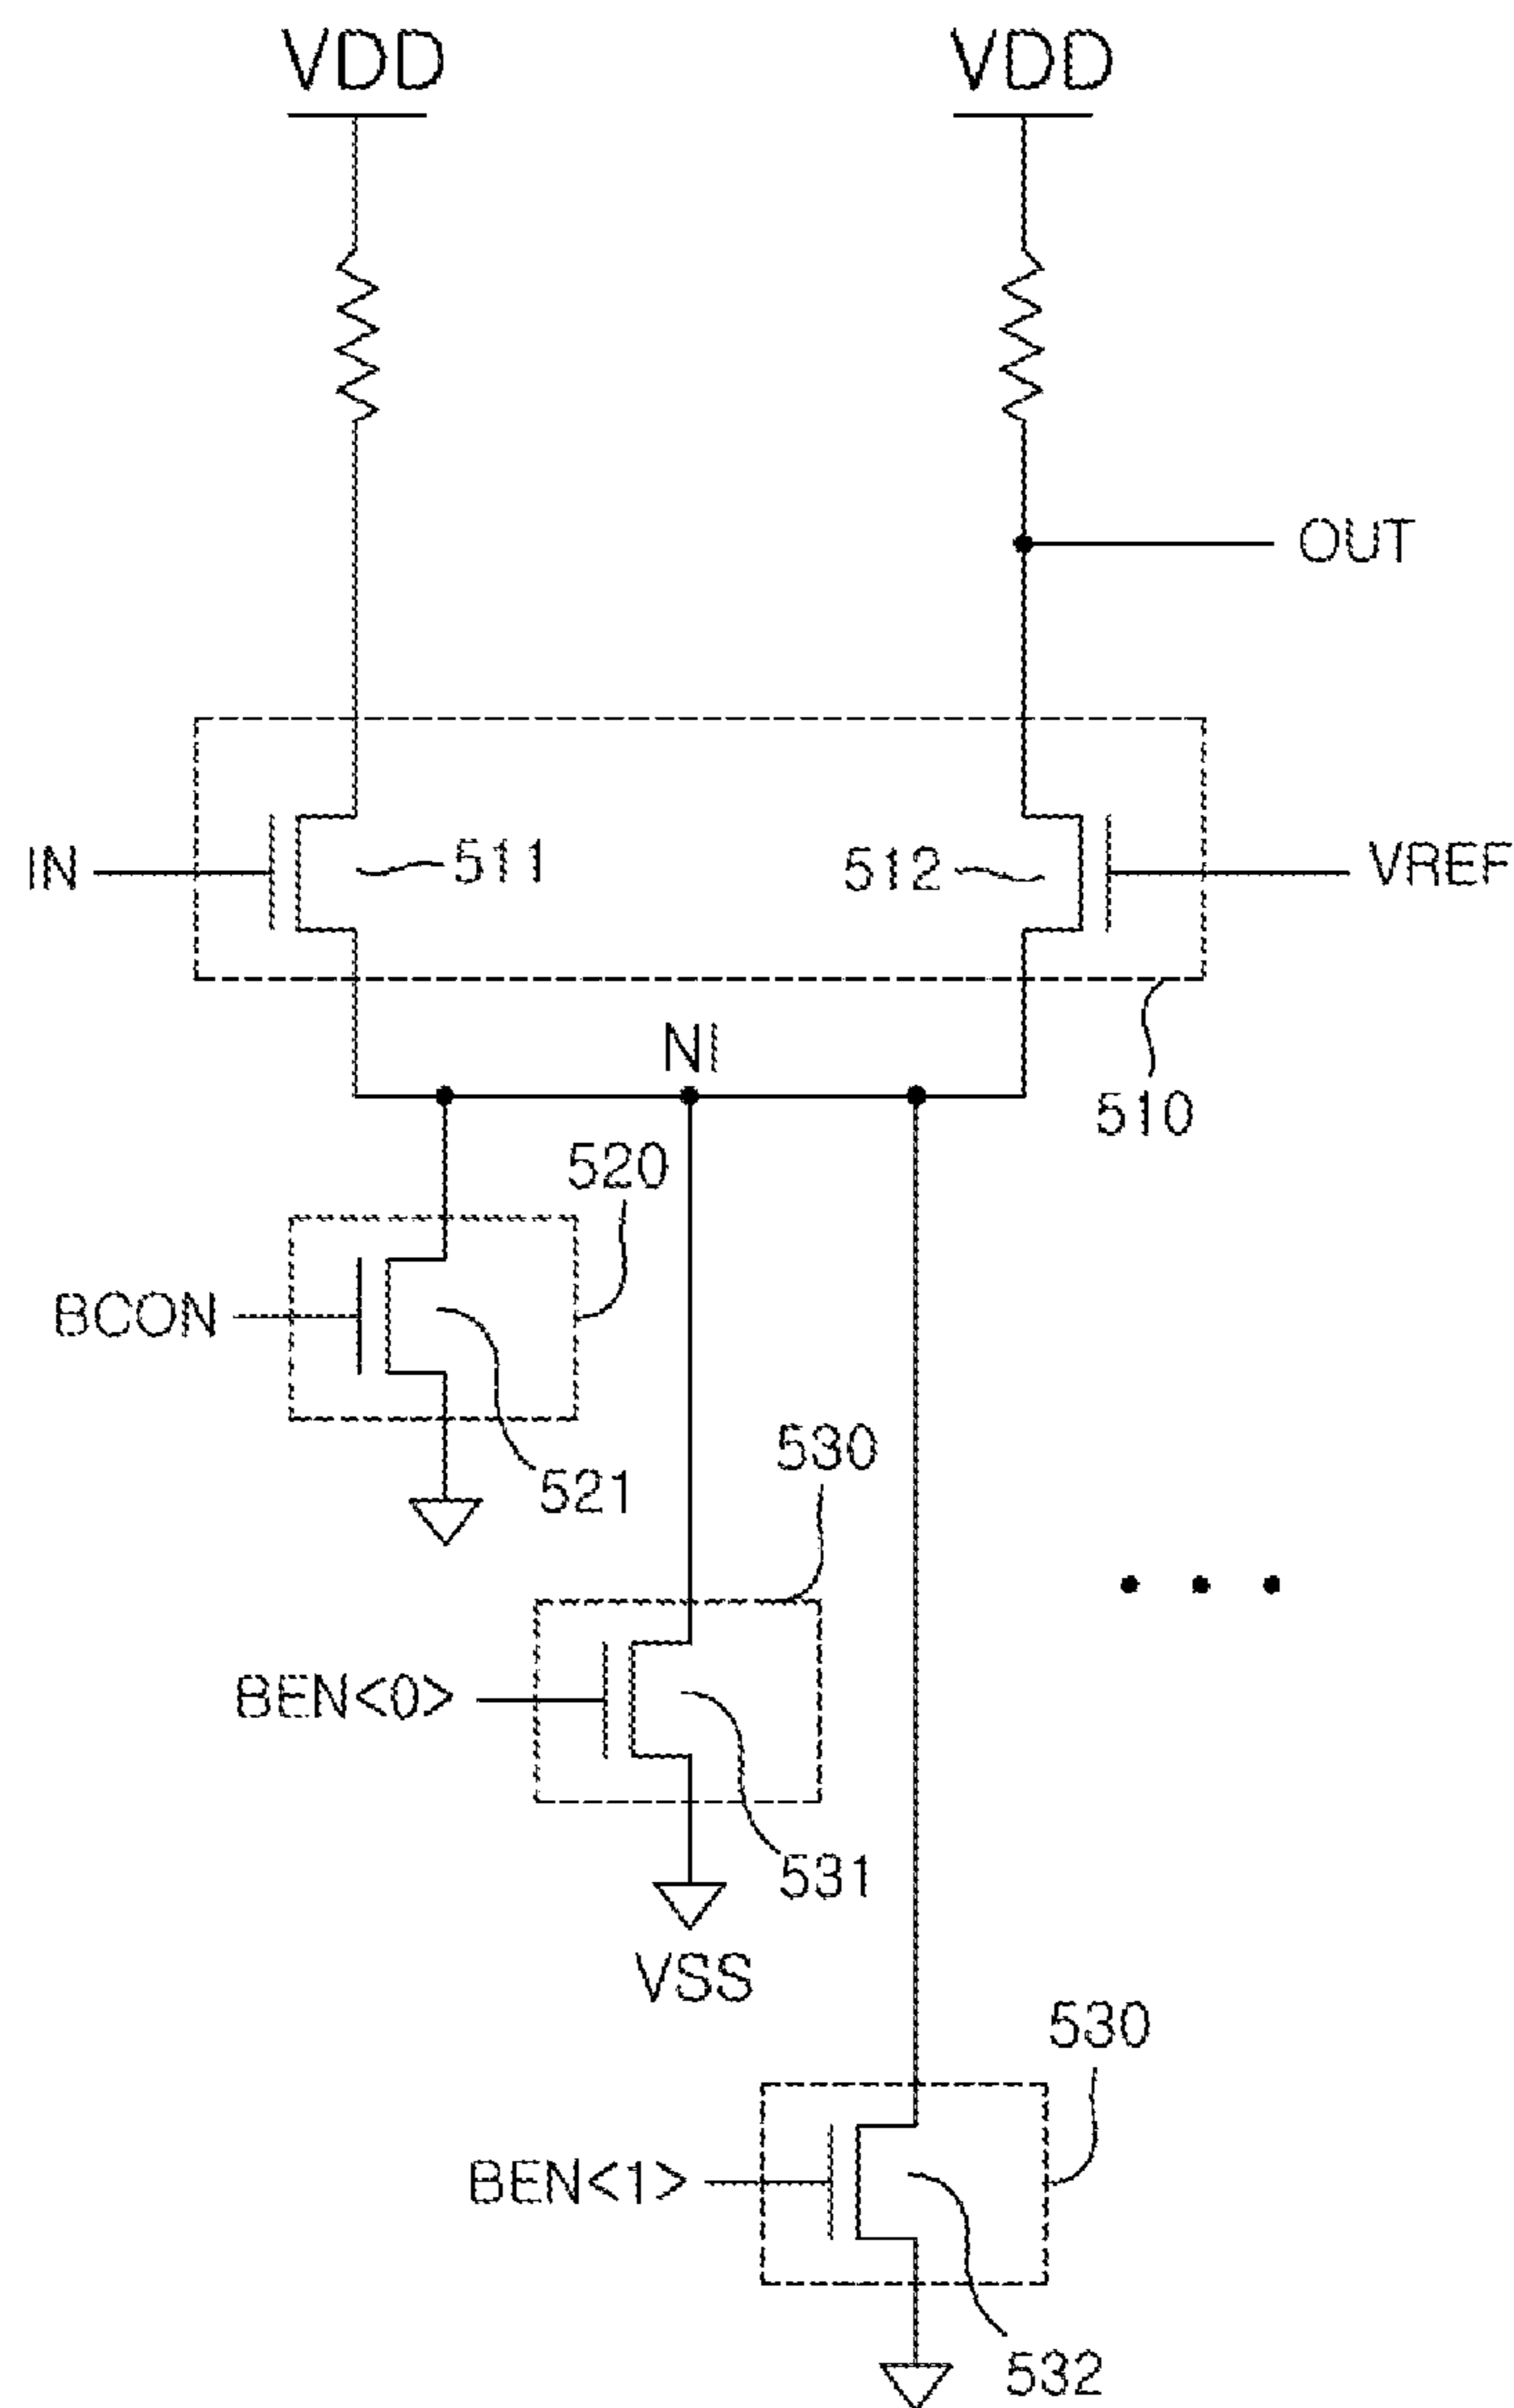 VDD VDD
OUT
IN 511 512 VREF
NI
510
520
BCON
521
530
BEN<0>
531
VSS
530
BEN<1>
532